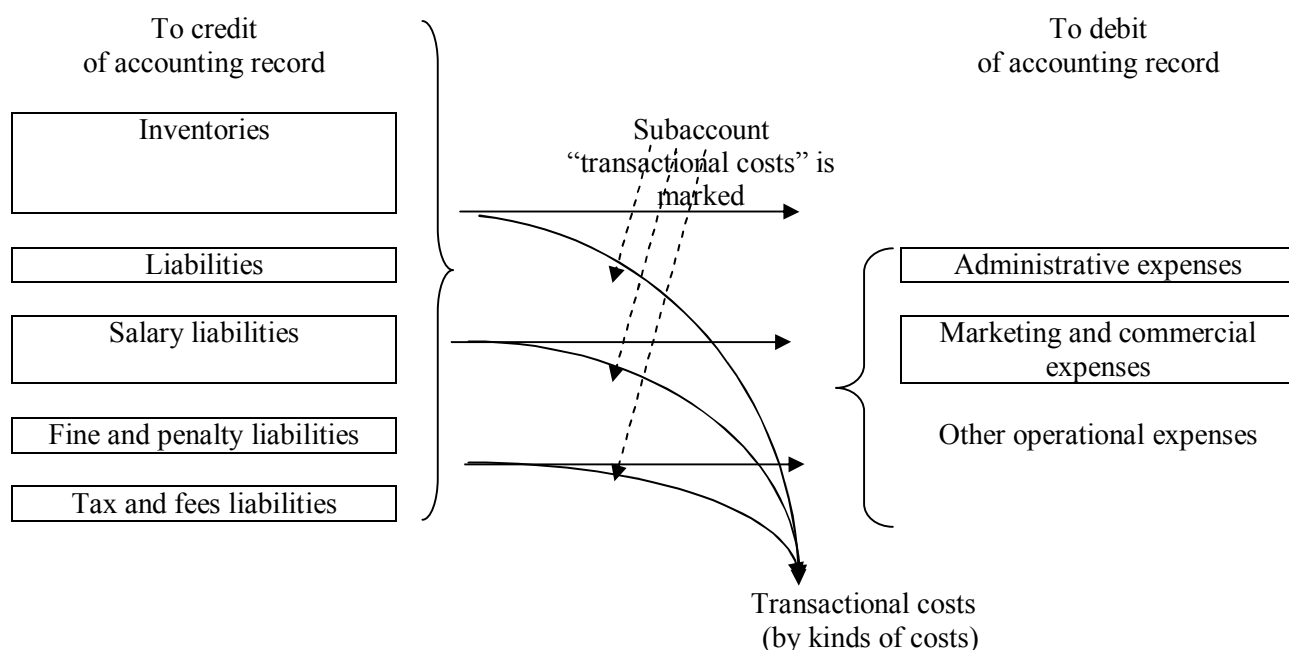 To credit
of accounting record
Inventories
Liabilities
Salary liabilities
Fine and penalty liabilities
Tax and fees liabilities
Subaccount
“transactional costs” is
marked
To debit
of accounting record
Administrative expenses
Marketing and commercial
expenses
Other operational expenses
Transactional costs
(by kinds of costs)